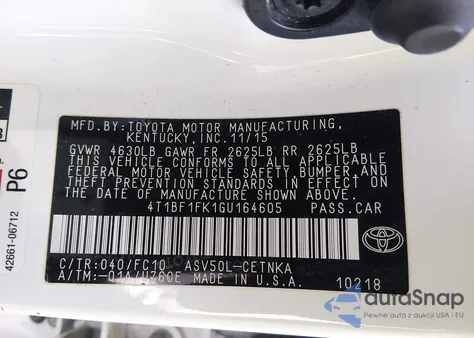 MFD.BY:TOYOTA MOTOR MANUFACTURING,
KENTUCKY, INC. 11/15
GVWR 4630LB GAWR FR 2625LB RR 2625LB
THIS VEHICLE CONFORMS TO ALL APPLICABLE
FEDERAL MOTOR VEHICLE SAFETY, BUMPER, AND
THEFT PREVENTION STANDARDS IN EFFECT ON
THE DATE OF MANUFACTURE SHOWN ABOVE.
4T1BF1FK1GU164605 PASS.CAR
C/TR:040/FC10 ASV50L-CETNKA
A/TM:-01A/U760E MADE IN U.S.A. 10218
TOYOTA
P6
42661-06712
autoSnap
Pewne auta z USA i EU